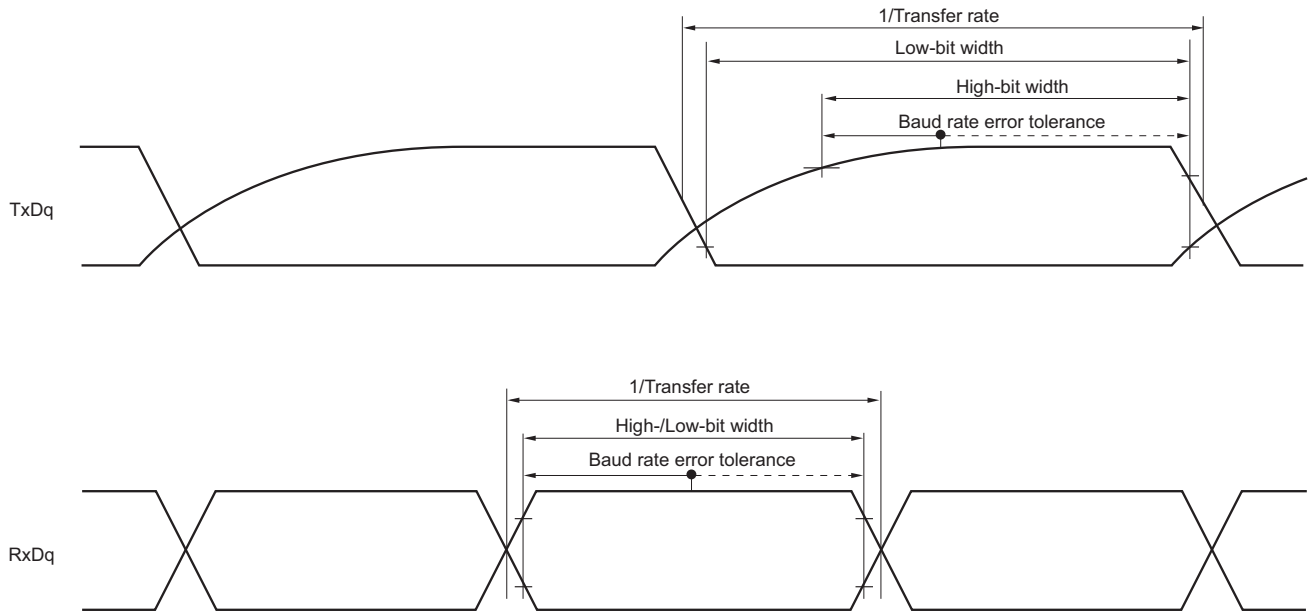 1/Transfer rate
Low-bit width
High-bit width
Baud rate error tolerance
TxDq
1/Transfer rate
High-/Low-bit width
Baud rate error tolerance
RxDq